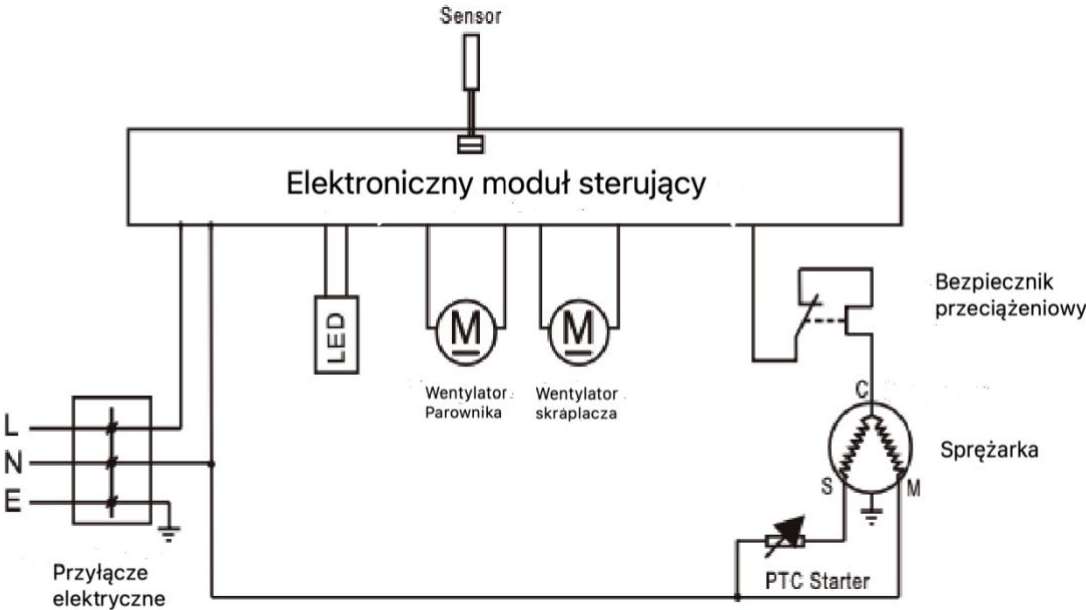 Sensor
Elektroniczny moduł sterujący
Bezpiecznik
przeciążeniowy
LED
M
M
Wentylator
Parownika
Wentylator
skraplacza
C
L
N
E
Sprężarka
S
M
PTC Starter
Przyłącze
elektryczne